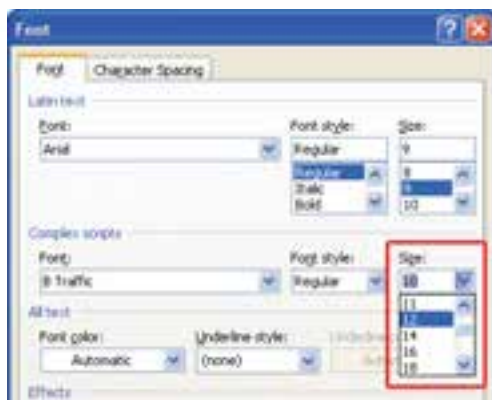 Font
Font Character Spacing
Latin text
Font: Font style: Size:
Arial Regular 9
Regular 8
Italic 9
Bold 10
Complex scripts
Font: Font style: Size:
B Traffic Regular 10
11
12
All text
14
Font color: Underline style:
16
Automatic (none)
18
Effects